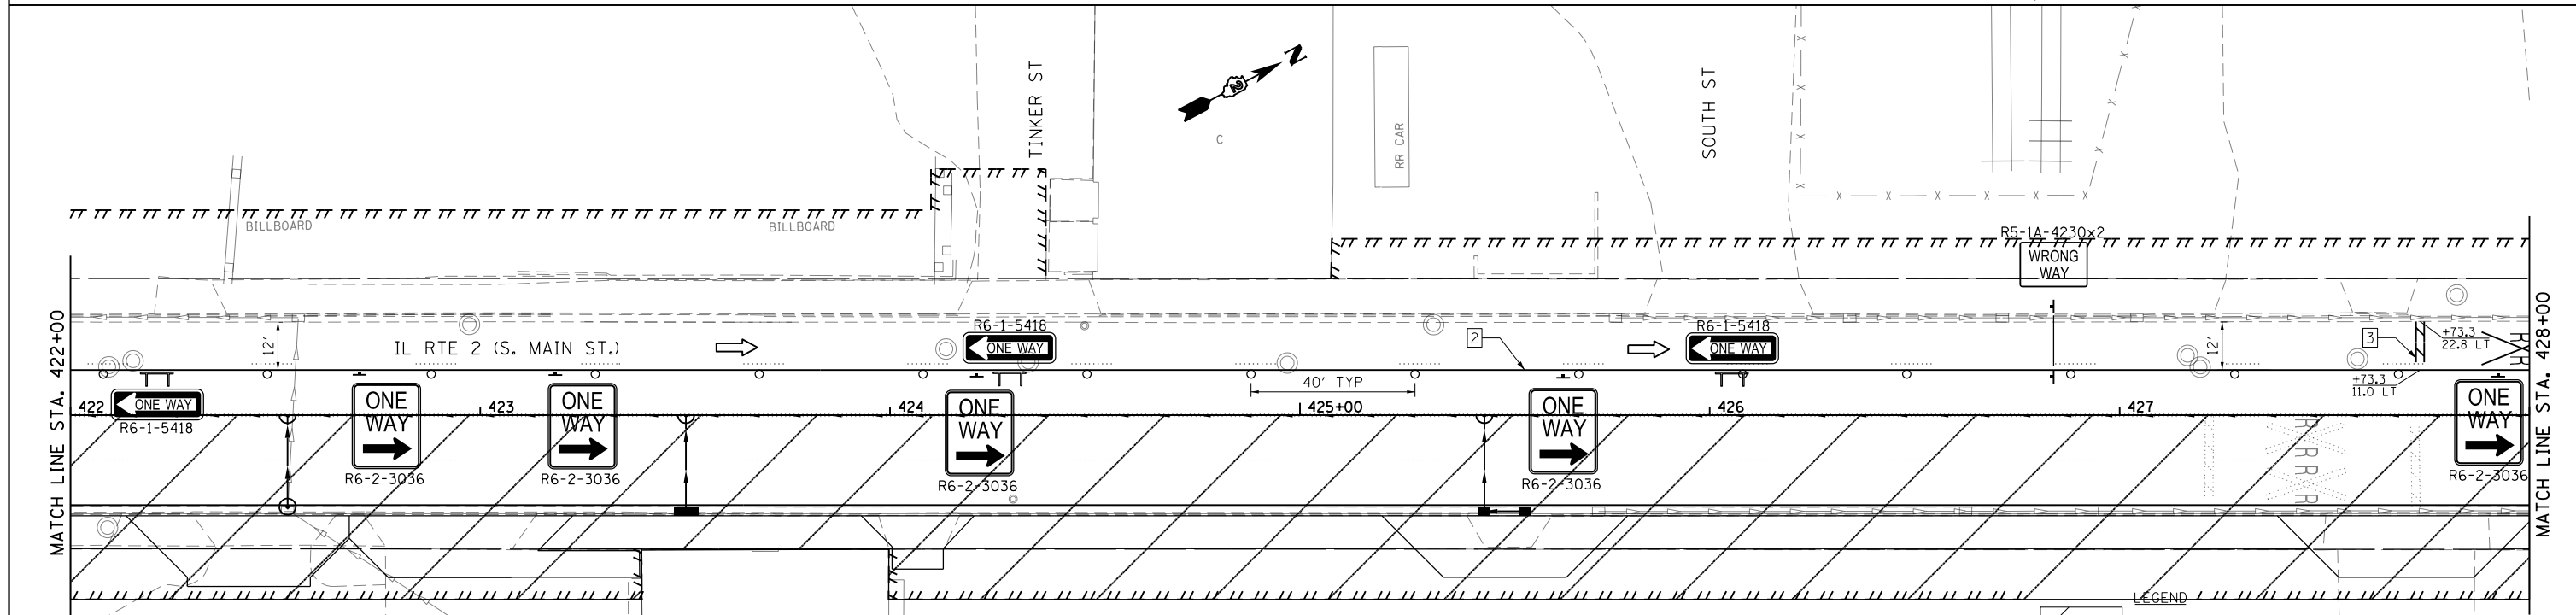 TINKER ST
N
2
C
RR CAR
SOUTH ST
BILLBOARD
BILLBOARD
R5-1A-4230x2
WRONG
WAY
MATCH LINE STA. 422+00
MATCH LINE STA. 428+00
12'
IL RTE 2 (S. MAIN ST.)
R6-1-5418
ONE WAY
2
R6-1-5418
ONE WAY
12'
3
+73.3
22.8 LT
R
R
+73.3
11.0 LT
40' TYP
ONE WAY
R6-1-5418
422
423
424
425+00
426
427
ONE
WAY
R6-2-3036
ONE
WAY
R6-2-3036
ONE
WAY
R6-2-3036
ONE
WAY
R6-2-3036
ONE
WAY
R6-2-3036
R
R
R
R
LEGEND